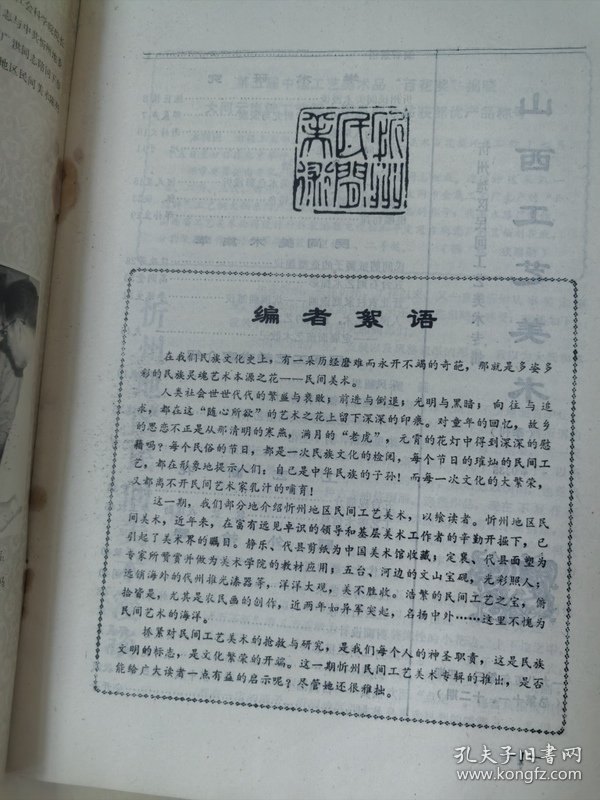 忻州
民間
美術
编者絮语
在我们民族文化史上，有一朵历经磨难而永开不竭的奇葩，那就是多姿多
彩的民族灵魂艺术本源之花——民间美术。
人类社会世世代代的繁盛与衰败；前进与倒退；光明与黑暗；向往与追
求，都在这“随心所欲”的艺术之花上留下深深的印痕。对童年的回忆，故乡
的思恋不正是从那清明的寒燕，满月的“老虎”，元宵的花灯中得到深深的慰
藉吗？每个民俗的节日，都是一次民族文化的检阅，每个节日的璀灿的民间工
艺，都在形象地提示人们：自己是中华民族的子孙！而每一次文化的大繁荣，
又都离不开民间艺术家乳汁的哺育！
这一期，我们部分地介绍忻州地区民间工艺美术，以飨读者。忻州地区民
间美术，近年来，在富有远见卓识的领导和基层美术工作者的辛勤开掘下，已
引起了美术界的瞩目。静乐、代县剪纸为中国美术馆收藏；定襄、代县面塑为
专家所赞赏并做为美术学院的教材应用；五台、河边的文山宝砚，光彩照人；
远销海外的代州推光漆器等，洋洋大观，美不胜收。浩繁的民间工艺之宝，俯
拾皆是，尤其是农民画的创作，近两年如异军突起，名扬中外……这里不愧为
民间艺术的海洋。
抓紧对民间工艺美术的抢救与研究，是我们每个人的神圣职责，这是民族
文明的标志，是文化繁荣的开端。这一期忻州民间工艺美术专辑的推出，是否
能给广大读者一点有益的启示呢？尽管她还很稚拙。
孔夫子旧书网
www.kongfz.com